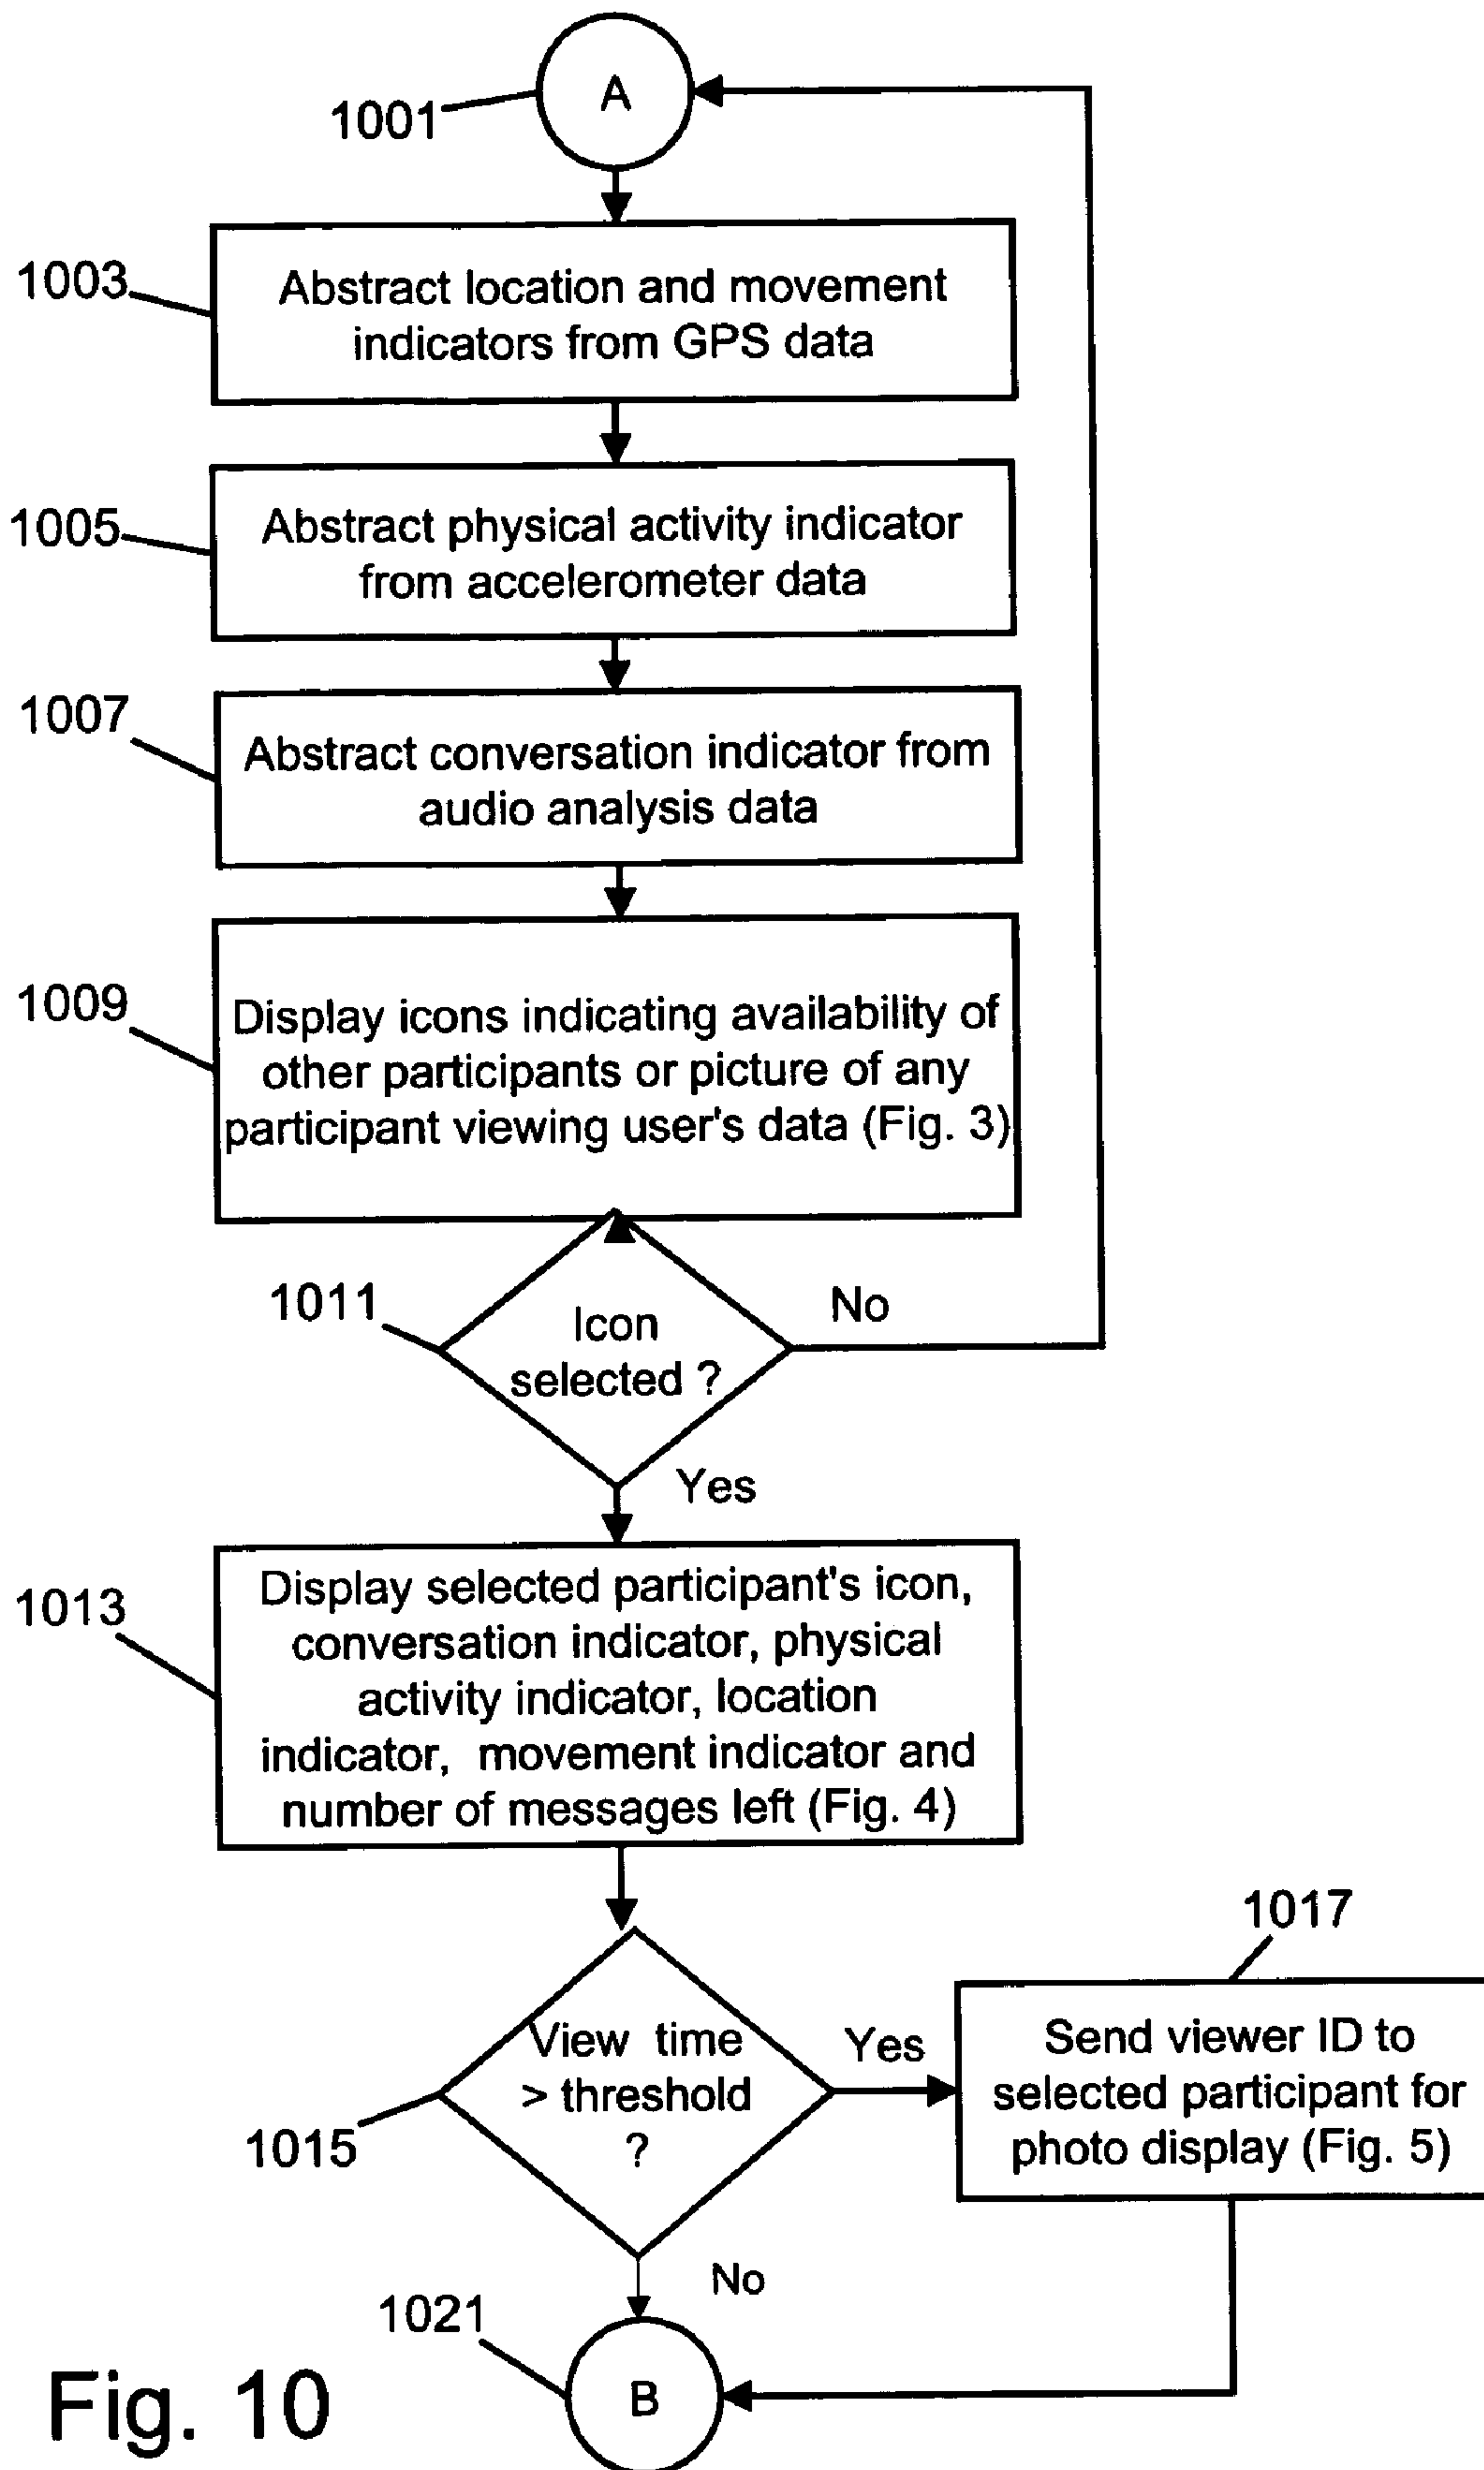 A
1001
1003
Abstract location and movement
indicators from GPS data
1005
Abstract physical activity indicator
from accelerometer data
1007
Abstract conversation indicator from
audio analysis data
1009
Display icons indicating availability of
other participants or picture of any
participant viewing user's data (Fig. 3)
1011
Icon
selected ?
No
Yes
1013
Display selected participant's icon,
conversation indicator, physical
activity indicator, location
indicator, movement indicator and
number of messages left (Fig. 4)
1015
View time
> threshold
?
Yes
1017
Send viewer ID to
selected participant for
photo display (Fig. 5)
No
1021
B
Fig. 10